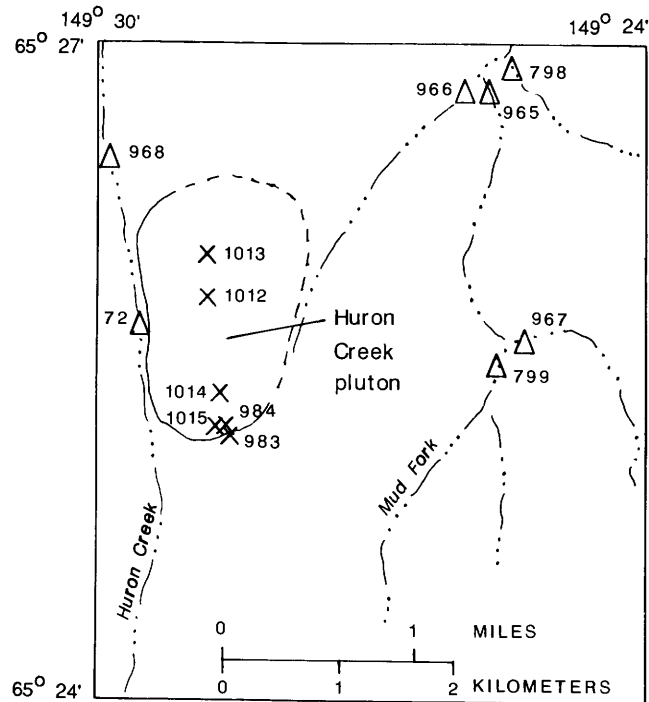 149° 30'
149° 24'
65° 27'
798
966
965
968
1013
1012
72
Huron
Creek
pluton
967
799
1014
984
1015
983
Mud Fork
Huron Creek
0 1 MILES
65° 24'
0 1 2 KILOMETERS